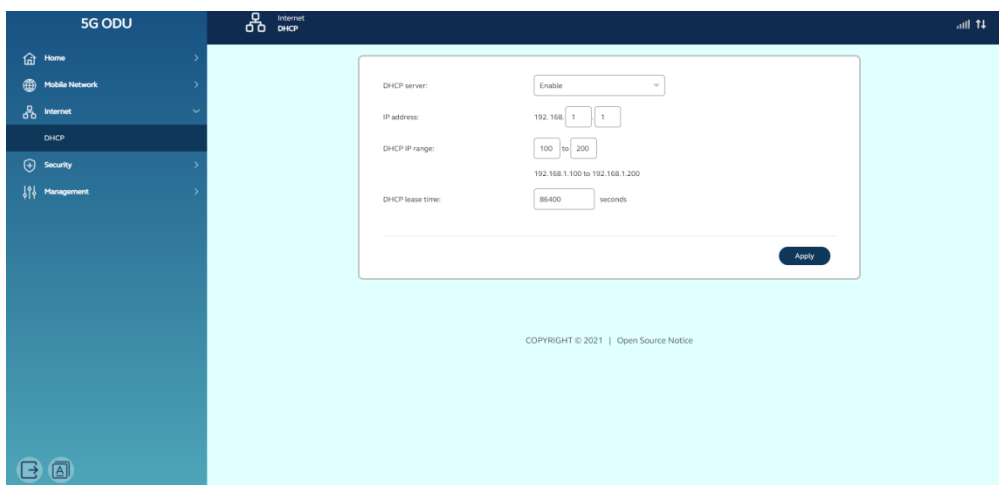 5G ODU
Internet
DHCP
Home
Mobile Network
Internet
DHCP
Security
Management
DHCP server: Enable
IP address: 192. 168. 1 . 1
DHCP IP range: 100 to 200
192.168.1.100 to 192.168.1.200
DHCP lease time: 86400 seconds
Apply
COPYRIGHT © 2021 | Open Source Notice
A